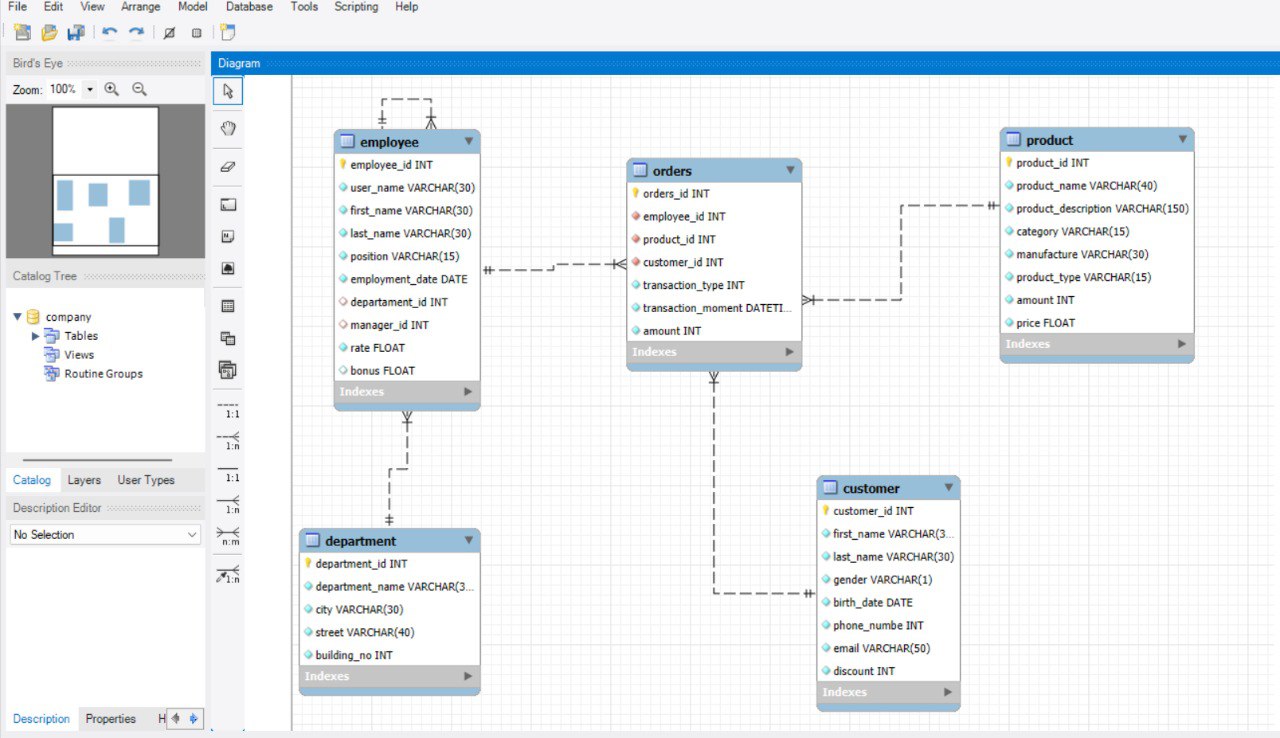 File Edit View Arrange Model Database Tools Scripting Help
Bird's Eye
Zoom: 100%
Catalog Tree
company
Tables
Views
Routine Groups
Catalog Layers User Types
Description Editor
No Selection
Description Properties H
Diagram
1:1
1:n
1:1
1:n
n:m
1:n
employee
employee_id INT
user_name VARCHAR(30)
first_name VARCHAR(30)
last_name VARCHAR(30)
position VARCHAR(15)
employment_date DATE
departament_id INT
manager_id INT
rate FLOAT
bonus FLOAT
Indexes
department
department_id INT
department_name VARCHAR(3...
city VARCHAR(30)
street VARCHAR(40)
building_no INT
Indexes
orders
orders_id INT
employee_id INT
product_id INT
customer_id INT
transaction_type INT
transaction_moment DATETI...
amount INT
Indexes
product
product_id INT
product_name VARCHAR(40)
product_description VARCHAR(150)
category VARCHAR(15)
manufacture VARCHAR(30)
product_type VARCHAR(15)
amount INT
price FLOAT
Indexes
customer
customer_id INT
first_name VARCHAR(3...
last_name VARCHAR(30)
gender VARCHAR(1)
birth_date DATE
phone_numbe INT
email VARCHAR(50)
discount INT
Indexes